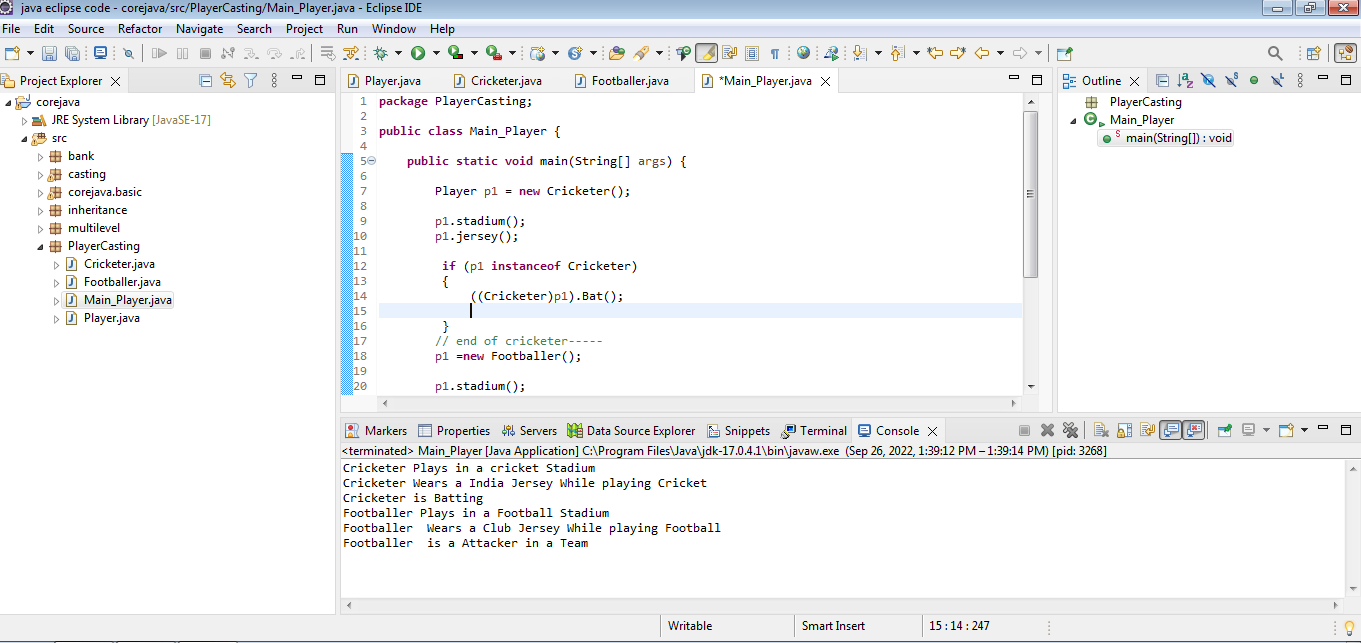 java eclipse code - corejava/src/PlayerCasting/Main_Player.java - Eclipse IDE
File Edit Source Refactor Navigate Search Project Run Window Help
Project Explorer
corejava
JRE System Library [JavaSE-17]
src
bank
casting
corejava.basic
inheritance
multilevel
PlayerCasting
Cricketer.java
Footballer.java
Main_Player.java
Player.java
Player.java Cricketer.java Footballer.java *Main_Player.java
1 package PlayerCasting;
2
3 public class Main_Player {
4
5 public static void main(String[] args) {
6
7 Player p1 = new Cricketer();
8
9 p1.stadium();
10 p1.jersey();
11
12 if (p1 instanceof Cricketer)
13 {
14 ((Cricketer)p1).Bat();
15
16 }
17 // end of cricketer-----
18 p1 =new Footballer();
19
20 p1.stadium();
Outline
PlayerCasting
Main_Player
main(String[]) : void
Markers Properties Servers Data Source Explorer Snippets Terminal Console
<terminated> Main_Player [Java Application] C:\Program Files\Java\jdk-17.0.4.1\bin\javaw.exe (Sep 26, 2022, 1:39:12 PM – 1:39:14 PM) [pid: 3268]
Cricketer Plays in a cricket Stadium
Cricketer Wears a India Jersey While playing Cricket
Cricketer is Batting
Footballer Plays in a Football Stadium
Footballer  Wears a Club Jersey While playing Football
Footballer  is a Attacker in a Team
Writable Smart Insert 15 : 14 : 247